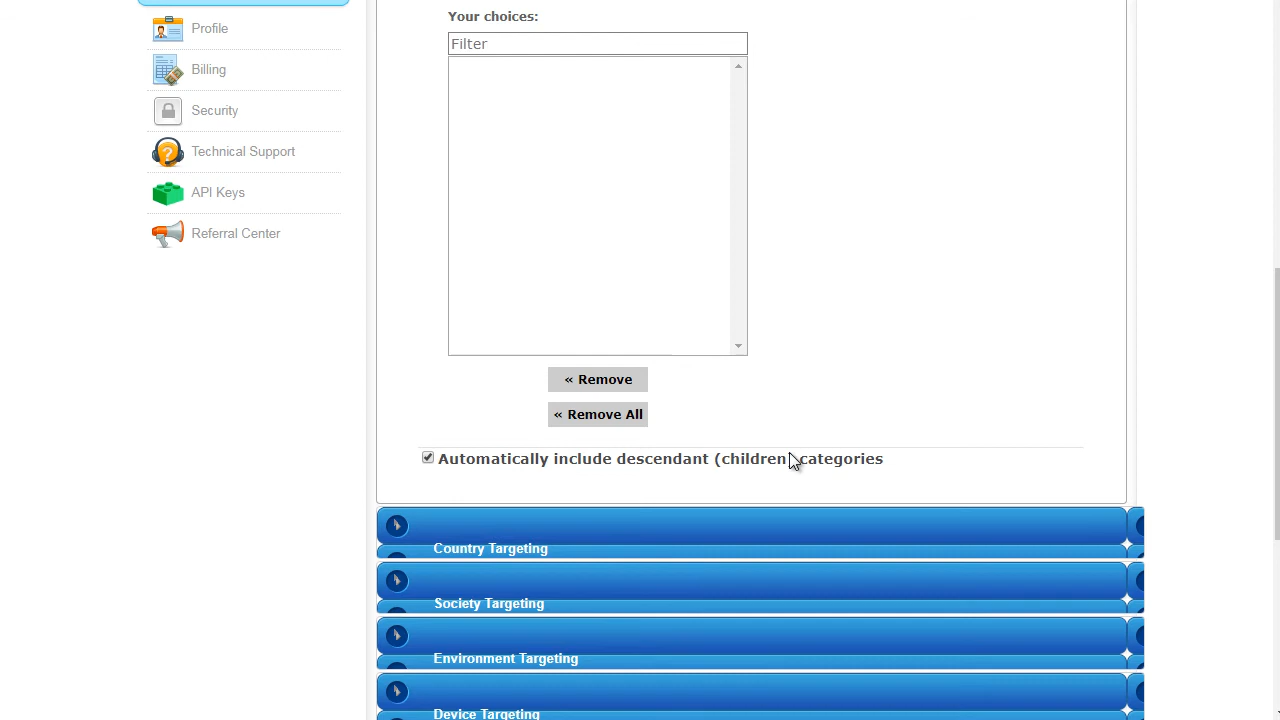 Your choices:
Filter
Profile
Billing
Security
Technical Support
API Keys
Referral Center
« Remove
« Remove All
Automatically include descendant (children) categories
Country Targeting
Society Targeting
Environment Targeting
Device Targeting